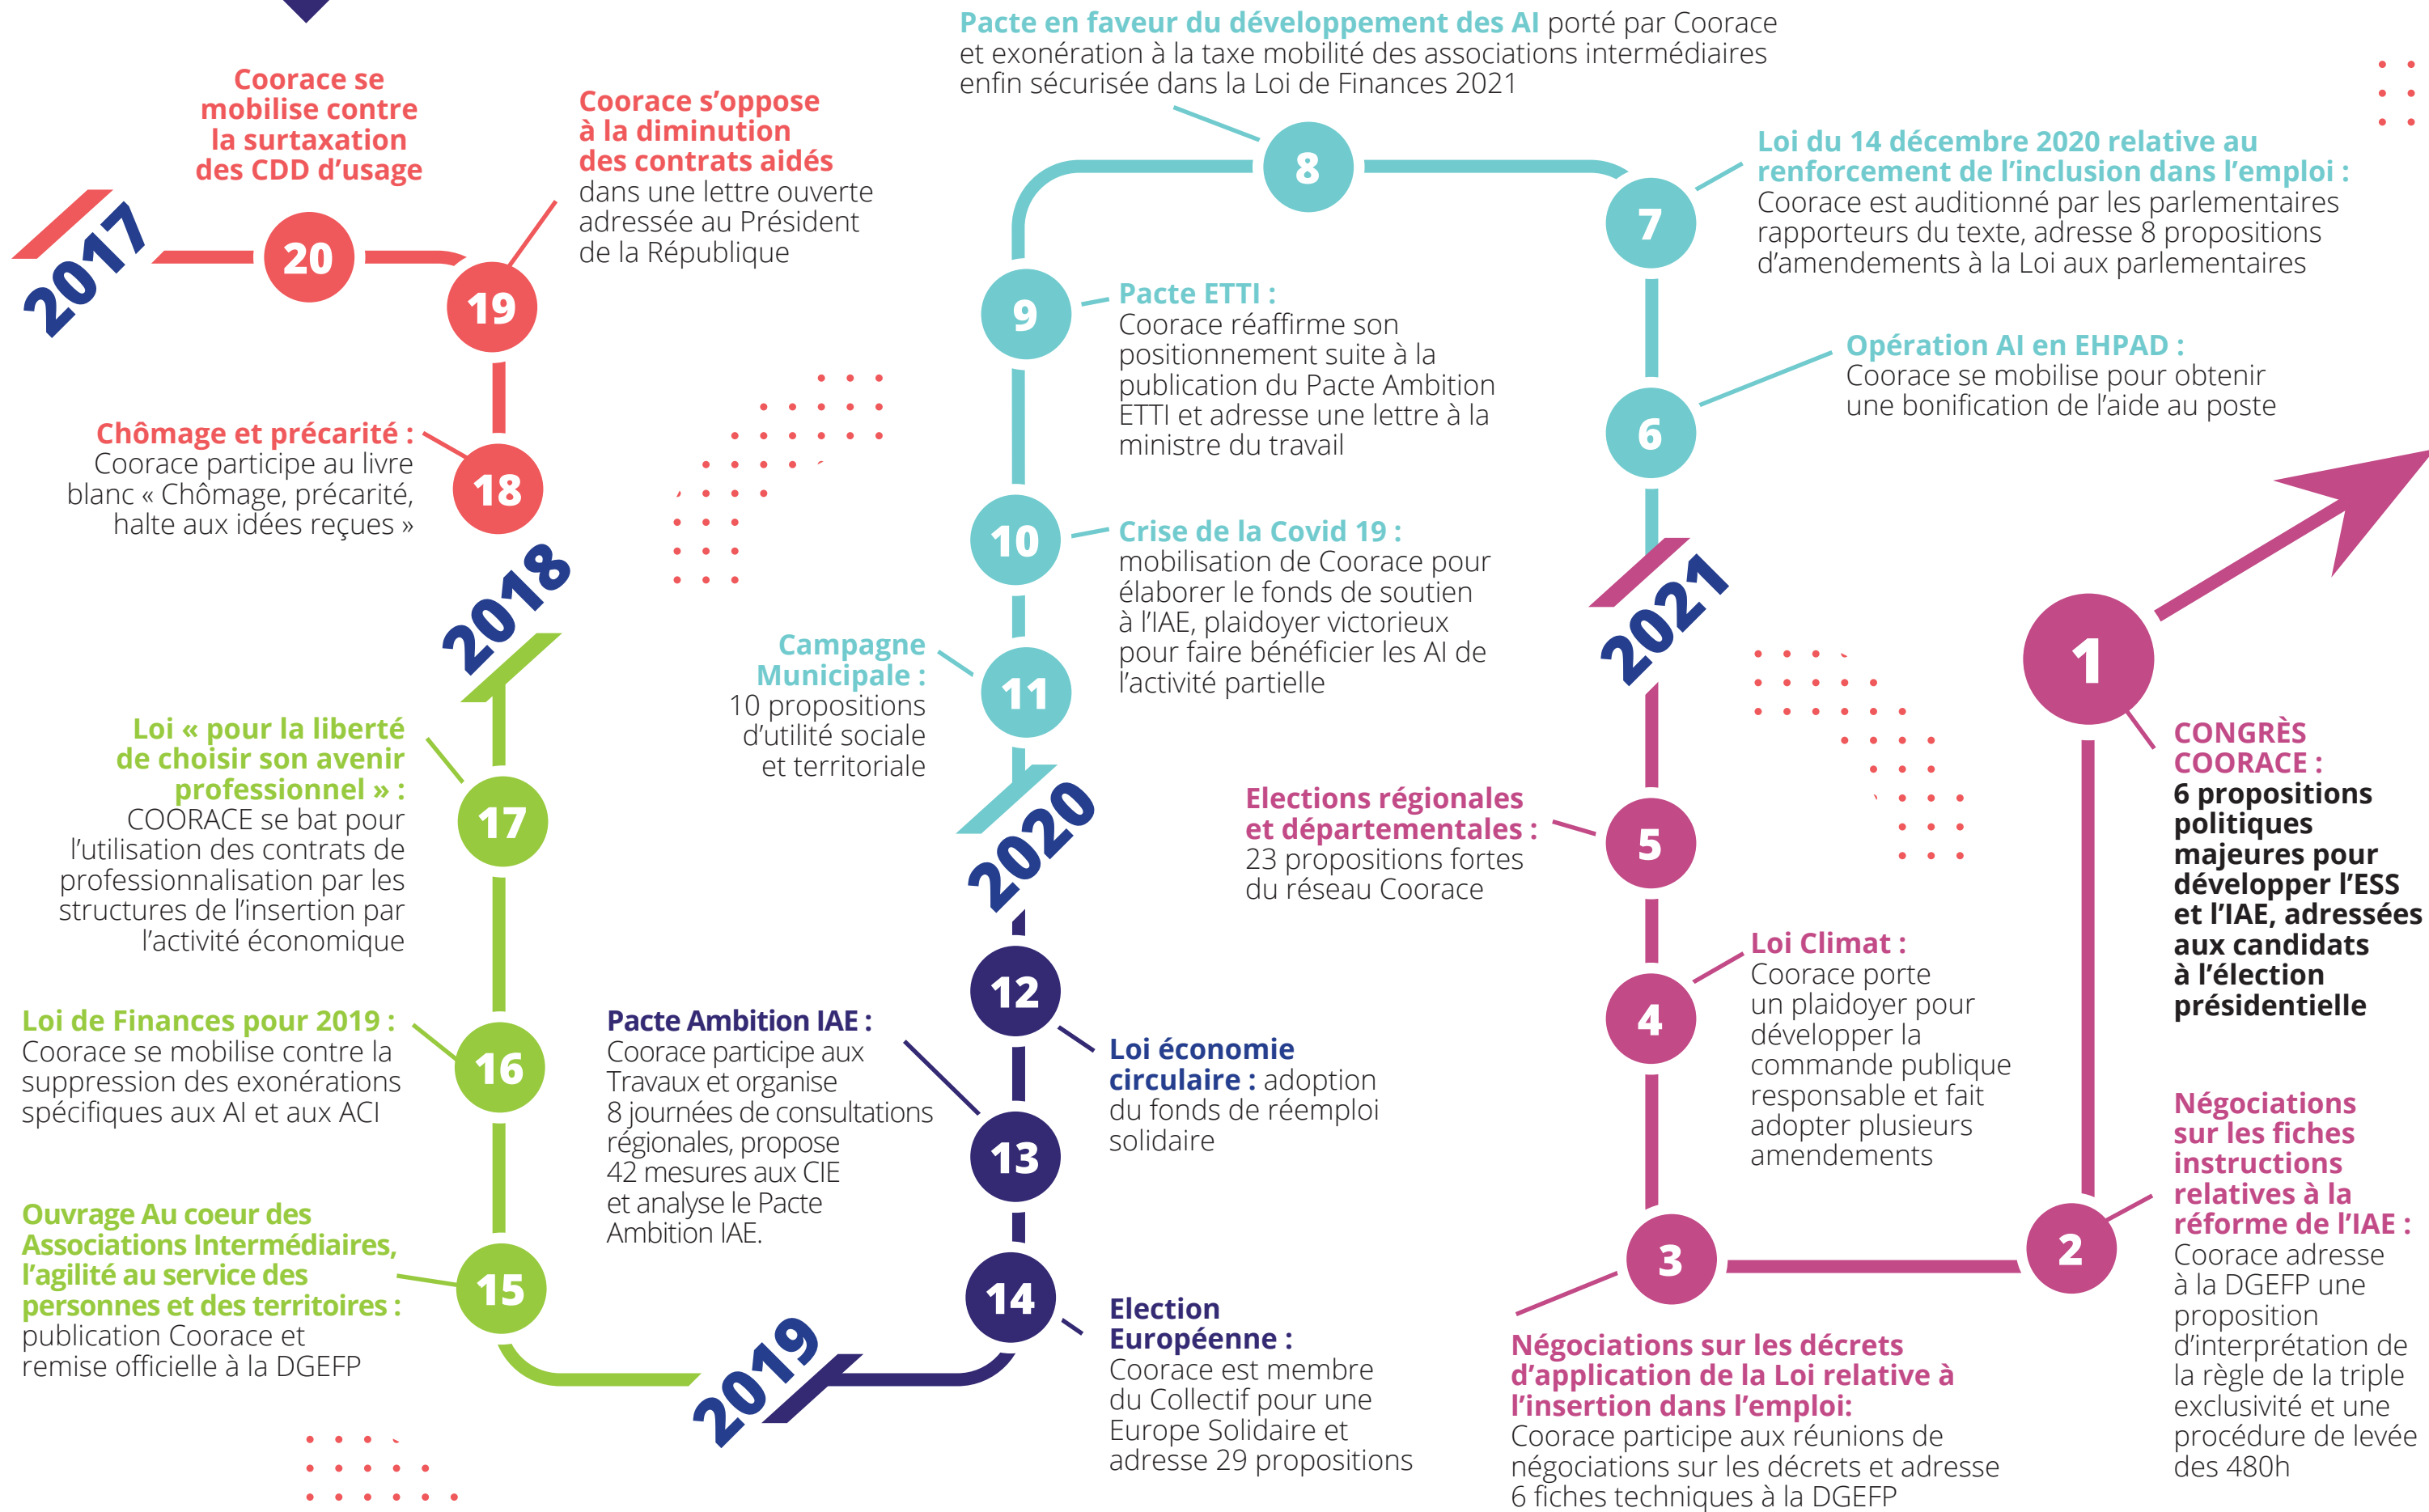 2017
Coorace se
mobilise contre
la surtaxation
des CDD d’usage
20
Coorace s’oppose
à la diminution
des contrats aidés
dans une lettre ouverte
adressée au Président
de la République
19
Chômage et précarité :
Coorace participe au livre
blanc « Chômage, précarité,
halte aux idées reçues »
18
2018
Loi « pour la liberté
de choisir son avenir
professionnel » :
COORACE se bat pour
l’utilisation des contrats de
professionnalisation par les
structures de l’insertion par
l’activité économique
17
Loi de Finances pour 2019 :
Coorace se mobilise contre la
suppression des exonérations
spécifiques aux AI et aux ACI
16
Ouvrage Au coeur des
Associations Intermédiaires,
l’agilité au service des
personnes et des territoires :
publication Coorace et
remise officielle à la DGEFP
15
2019
14
Election
Européenne :
Coorace est membre
du Collectif pour une
Europe Solidaire et
adresse 29 propositions
Pacte Ambition IAE :
Coorace participe aux
Travaux et organise
8 journées de consultations
régionales, propose
42 mesures aux CIE
et analyse le Pacte
Ambition IAE.
13
12
Loi économie
circulaire : adoption
du fonds de réemploi
solidaire
2020
Campagne
Municipale :
10 propositions
d’utilité sociale
et territoriale
11
10
Crise de la Covid 19 :
mobilisation de Coorace pour
élaborer le fonds de soutien
à l’IAE, plaidoyer victorieux
pour faire bénéficier les AI de
l’activité partielle
9
Pacte ETTI :
Coorace réaffirme son
positionnement suite à la
publication du Pacte Ambition
ETTI et adresse une lettre à la
ministre du travail
Pacte en faveur du développement des AI porté par Coorace
et exonération à la taxe mobilité des associations intermédiaires
enfin sécurisée dans la Loi de Finances 2021
8
7
Loi du 14 décembre 2020 relative au
renforcement de l’inclusion dans l’emploi :
Coorace est auditionné par les parlementaires
rapporteurs du texte, adresse 8 propositions
d’amendements à la Loi aux parlementaires
6
Opération AI en EHPAD :
Coorace se mobilise pour obtenir
une bonification de l’aide au poste
2021
Elections régionales
et départementales :
23 propositions fortes
du réseau Coorace
5
4
Loi Climat :
Coorace porte
un plaidoyer pour
développer la
commande publique
responsable et fait
adopter plusieurs
amendements
3
Négociations sur les décrets
d’application de la Loi relative à
l’insertion dans l’emploi:
Coorace participe aux réunions de
négociations sur les décrets et adresse
6 fiches techniques à la DGEFP
2
Négociations
sur les fiches
instructions
relatives à la
réforme de l’IAE :
Coorace adresse
à la DGEFP une
proposition
d’interprétation de
la règle de la triple
exclusivité et une
procédure de levée
des 480h
1
CONGRÈS
COORACE :
6 propositions
politiques
majeures pour
développer l’ESS
et l’IAE, adressées
aux candidats
à l’élection
présidentielle